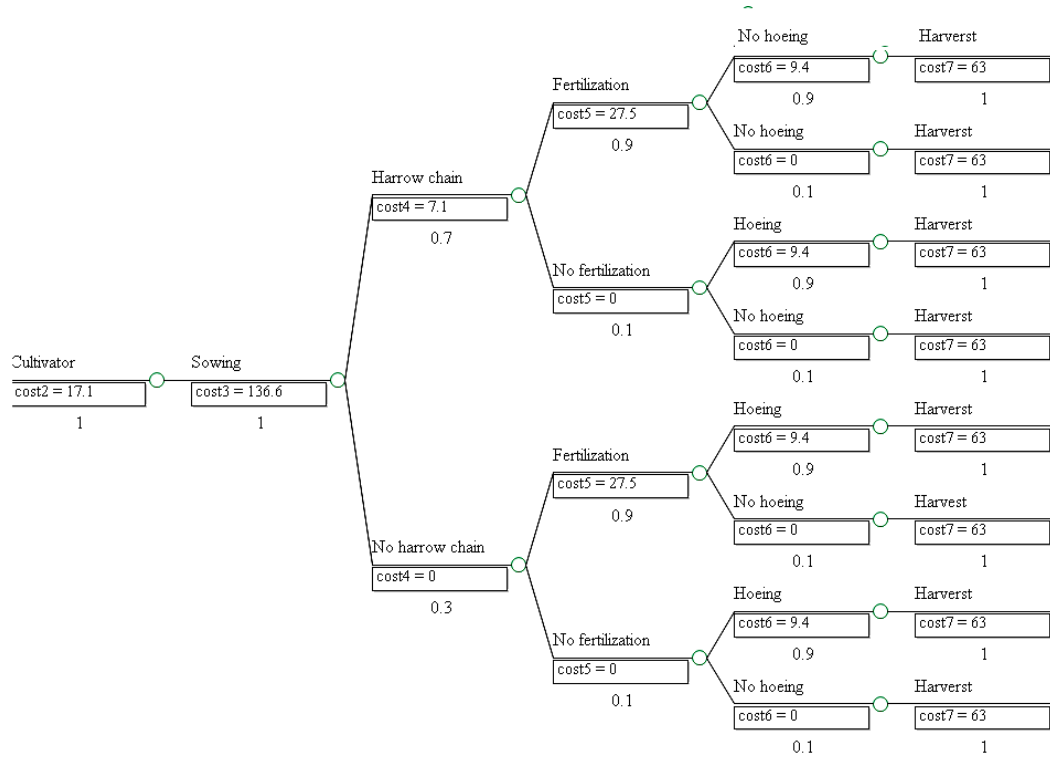 No hoeing
Harverst
cost6 = 9.4
cost7 = 63
0.9
1
Fertilization
cost5 = 27.5
0.9
No hoeing
Harverst
cost6 = 0
cost7 = 63
0.1
1
Harrow chain
cost4 = 7.1
0.7
Hoeing
Harverst
cost6 = 9.4
cost7 = 63
0.9
1
No fertilization
cost5 = 0
0.1
No hoeing
Harverst
cost6 = 0
cost7 = 63
0.1
1
Cultivator
cost2 = 17.1
1
Sowing
cost3 = 136.6
1
Hoeing
Harverst
cost6 = 9.4
cost7 = 63
0.9
1
Fertilization
cost5 = 27.5
0.9
No hoeing
Harvest
cost6 = 0
cost7 = 63
0.1
1
No harrow chain
cost4 = 0
0.3
Hoeing
Harverst
cost6 = 9.4
cost7 = 63
0.9
1
No fertilization
cost5 = 0
0.1
No hoeing
Harverst
cost6 = 0
cost7 = 63
0.1
1